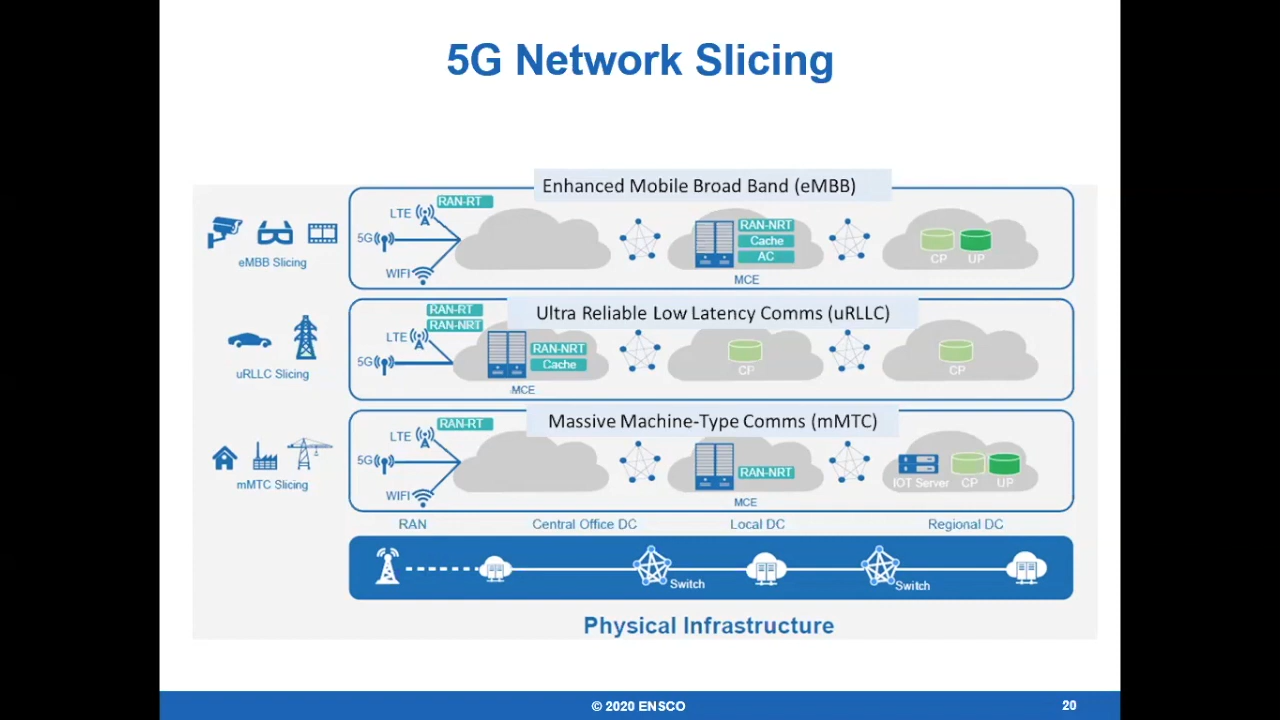 5G Network Slicing
Enhanced Mobile Broad Band (eMBB)
RAN-RT
LTE
5G
WIFI
RAN-NRT
Cache
AC
MCE
CP
UP
eMBB Slicing
Ultra Reliable Low Latency Comms (uRLLC)
RAN-RT
RAN-NRT
LTE
5G
RAN-NRT
Cache
MCE
CP
CP
uRLLC Slicing
Massive Machine-Type Comms (mMTC)
RAN-RT
LTE
5G
WIFI
RAN-NRT
MCE
IOT Server
CP
UP
mMTC Slicing
RAN
Central Office DC
Local DC
Regional DC
Switch
Switch
Physical Infrastructure
© 2020 ENSCO
20